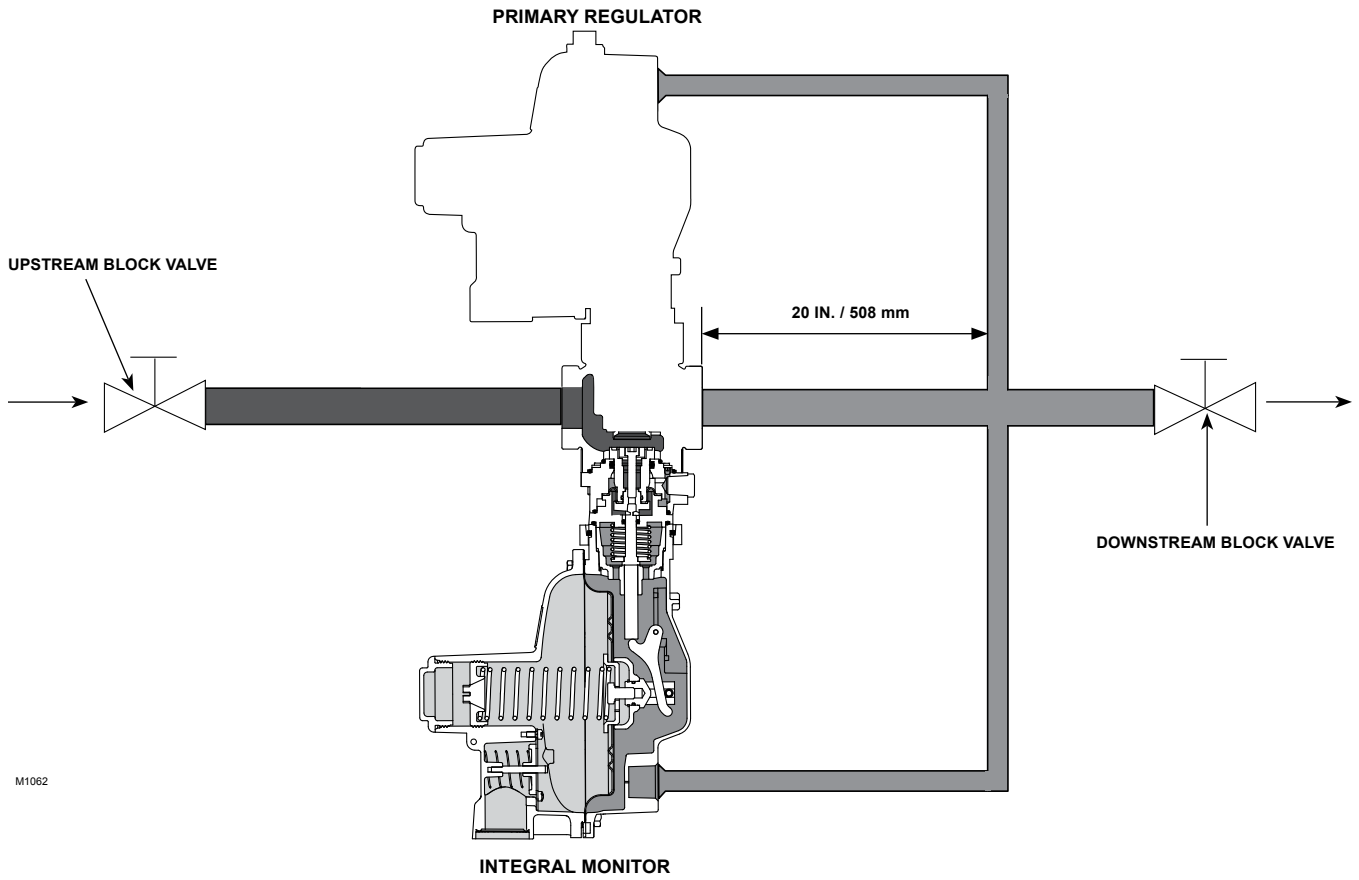 PRIMARY REGULATOR
UPSTREAM BLOCK VALVE
20 IN. / 508 mm
DOWNSTREAM BLOCK VALVE
M1062
INTEGRAL MONITOR